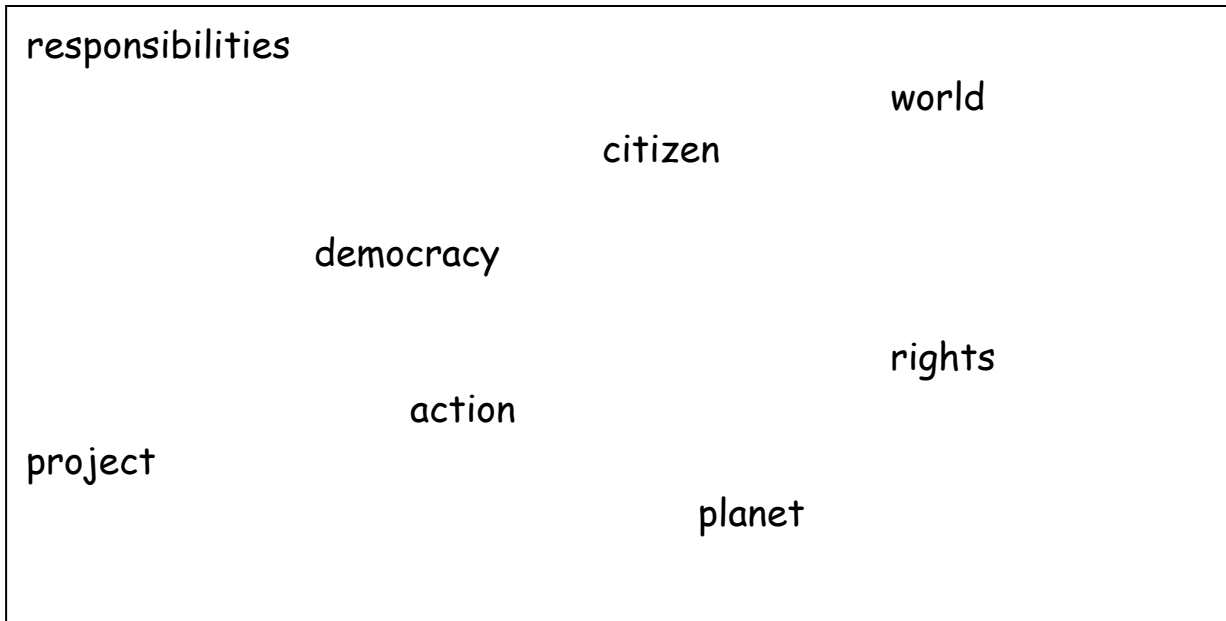 responsibilities
world
citizen
democracy
rights
action
project
planet